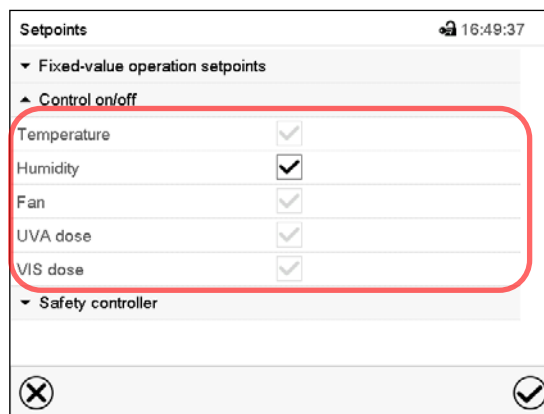 Setpoints 16:49:37
Fixed-value operation setpoints
Control on/off
Temperature
Humidity
Fan
UVA dose
VIS dose
Safety controller